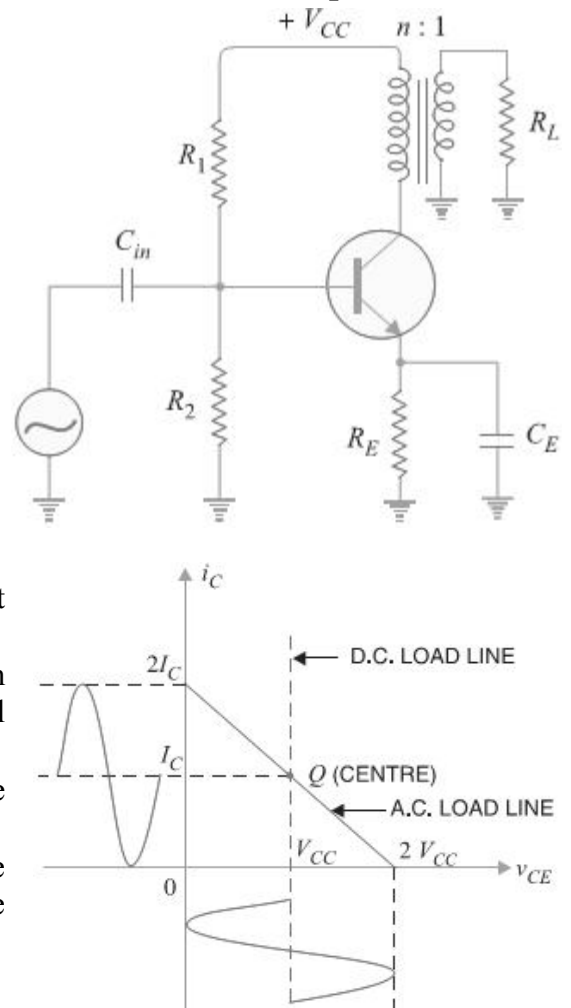 + V_CC n : 1
R_1
R_L
C_in
R_2
R_E
C_E
i_C
D.C. LOAD LINE
2I_C
I_C
Q (CENTRE)
A.C. LOAD LINE
V_CC 2 V_CC
v_CE
0